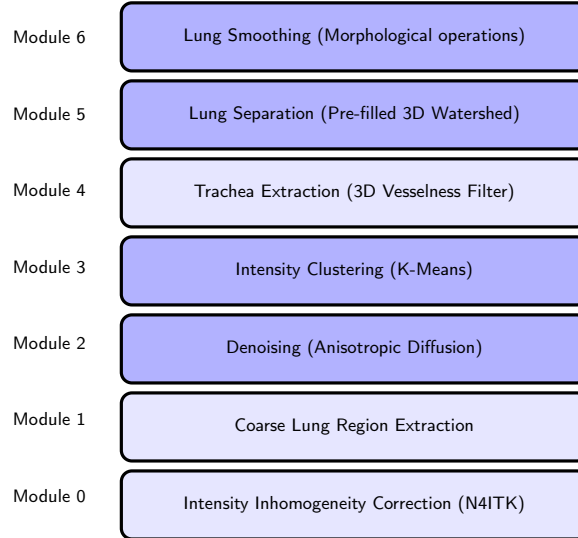 Module 6 Lung Smoothing (Morphological operations)
Module 5 Lung Separation (Pre-filled 3D Watershed)
Module 4 Trachea Extraction (3D Vesselness Filter)
Module 3 Intensity Clustering (K-Means)
Module 2 Denoising (Anisotropic Diffusion)
Module 1 Coarse Lung Region Extraction
Module 0 Intensity Inhomogeneity Correction (N4ITK)